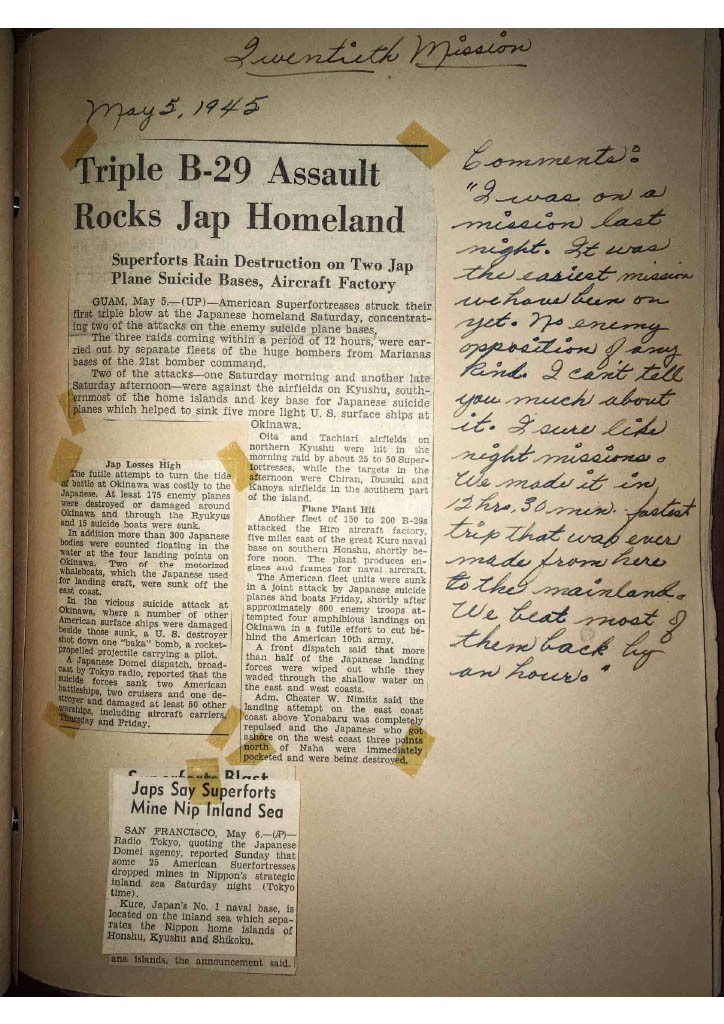 Twentieth Mission
May 5, 1945
Triple B-29 Assault
Rocks Jap Homeland
Superforts Rain Destruction on Two Jap
Plane Suicide Bases, Aircraft Factory
GUAM, May 5.—(UP)—American Superfortresses struck their
first triple blow at the Japanese homeland Saturday, concentrat-
ing two of the attacks on the enemy suicide plane bases,
The three raids coming within a period of 12 hours, were car-
ried out by separate fleets of the huge bombers from Marianas
bases of the 21st bomber command.
Two of the attacks—one Saturday morning and another late
Saturday afternoon—were against the airfields on Kyushu, south-
ernmost of the home islands and key base for Japanese suicide
planes which helped to sink five more light U. S. surface ships at
Okinawa.
Oita and Tachiari airfields on
northern Kyushu were hit in the
morning raid by about 25 to 50 Super-
fortresses, while the targets in the
afternoon were Chiran, Ibusuki and
Kanoya airfields in the southern part
of the island.
Plane Plant Hit
Another fleet of 150 to 200 B-29s
attacked the Hiro aircraft factory,
five miles east of the great Kure naval
base on southern Honshu, shortly be-
fore noon. The plant produces en-
gines and frames for naval aircraft.
The American fleet units were sunk
in a joint attack by Japanese suicide
planes and boats Friday, shortly after
approximately 600 enemy troops at-
tempted four amphibious landings on
Okinawa in a futile effort to cut be-
hind the American 10th army.
A front dispatch said that more
than half of the Japanese landing
forces were wiped out while they
waded through the shallow water on
the east and west coasts.
Adm. Chester W. Nimitz said the
landing attempt on the east coast
coast above Yonabaru was completely
repulsed and the Japanese who got
ashore on the west coast three points
north of Naha were immediately
pocketed and were being destroyed.
Jap Losses High
The futile attempt to turn the tide
of battle at Okinawa was costly to the
Japanese. At least 175 enemy planes
were destroyed or damaged around
Okinawa and through the Ryukyus
and 15 suicide boats were sunk.
In addition more than 300 Japanese
bodies were counted floating in the
water at the four landing points on
Okinawa. Two of the motorized
whaleboats, which the Japanese used
for landing craft, were sunk off the
east coast.
In the vicious suicide attack at
Okinawa, where a number of other
American surface ships were damaged
beside those sunk, a U. S. destroyer
shot down one "baka" bomb, a rocket-
propelled projectile carrying a pilot.
A Japanese Domei dispatch, broad-
cast by Tokyo radio, reported that the
suicide forces sank two American
battleships, two cruisers and one de-
stroyer and damaged at least 50 other
warships, including aircraft carriers,
Thursday and Friday.
Superforts Blast
Japs Say Superforts
Mine Nip Inland Sea
SAN FRANCISCO, May 6.—(AP)—
Radio Tokyo, quoting the Japanese
Domei agency, reported Sunday that
some 25 American Suerfortresses
dropped mines in Nippon's strategic
inland sea Saturday night (Tokyo
time).
Kure, Japan's No. 1 naval base, is
located on the inland sea which sepa-
rates the Nippon home islands of
Honshu, Kyushu and Shikoku.
ana islands, the announcement said.
Comments:
"I was on a
mission last
night. It was
the easiest mission
we have been on
yet. No enemy
opposition of any
kind. I can't tell
you much about
it. I sure like
night missions.
We made it in
12 hrs, 30 min. fastest
trip that was ever
made from here
to the mainland.
We beat most of
them back by
an hour."